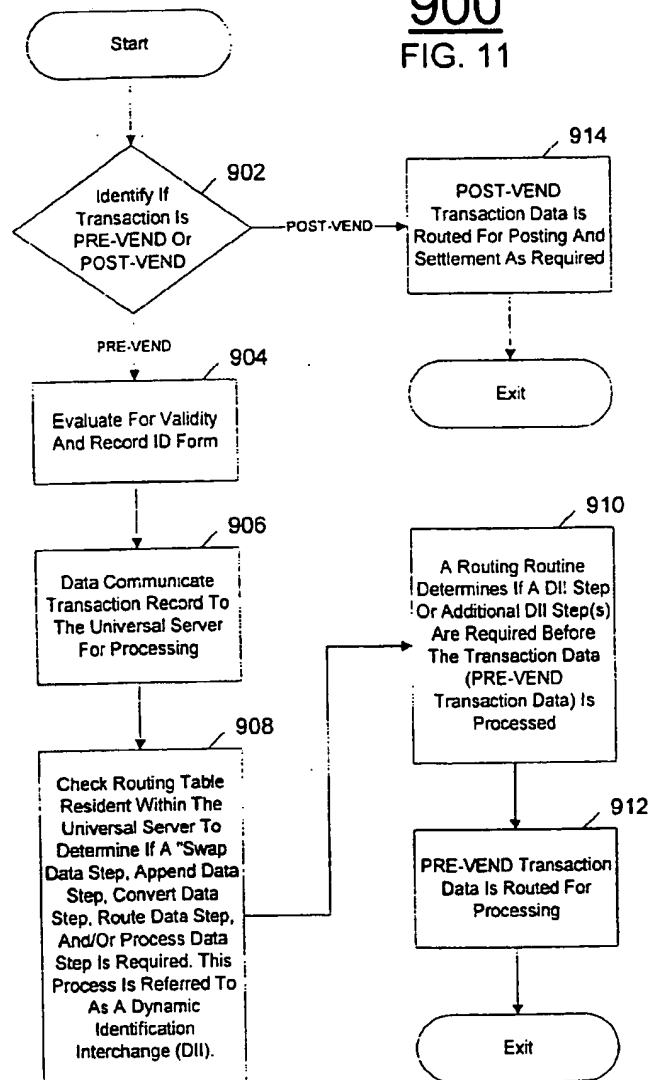 900
FIG. 11
Start
902
Identify If
Transaction Is
PRE-VEND Or
POST-VEND
POST-VEND
914
POST-VEND
Transaction Data Is
Routed For Posting And
Settlement As Required
Exit
PRE-VEND
904
Evaluate For Validity
And Record ID Form
906
Data Communicate
Transaction Record To
The Universal Server
For Processing
908
Check Routing Table
Resident Within The
Universal Server To
Determine If A "Swap
Data Step, Append Data
Step, Convert Data
Step, Route Data Step,
And/Or Process Data
Step Is Required. This
Process Is Referred To
As A Dynamic
Identification
Interchange (DII).
910
A Routing Routine
Determines If A DII Step
Or Additional DII Step(s)
Are Required Before
The Transaction Data
(PRE-VEND
Transaction Data) Is
Processed
912
PRE-VEND Transaction
Data Is Routed For
Processing
Exit